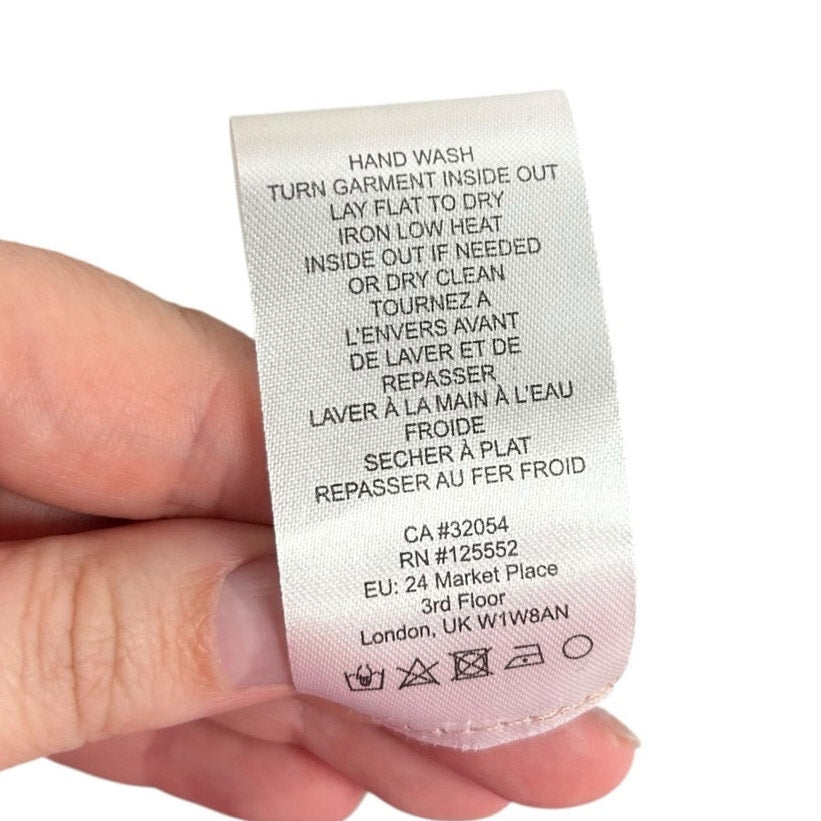 HAND WASH
TURN GARMENT INSIDE OUT
LAY FLAT TO DRY
IRON LOW HEAT
INSIDE OUT IF NEEDED
OR DRY CLEAN
TOURNEZ A
L'ENVERS AVANT
DE LAVER ET DE
REPASSER
LAVER À LA MAIN À L'EAU
FROIDE
SECHER À PLAT
REPASSER AU FER FROID
CA #32054
RN #125552
EU: 24 Market Place
3rd Floor
London, UK W1W8AN